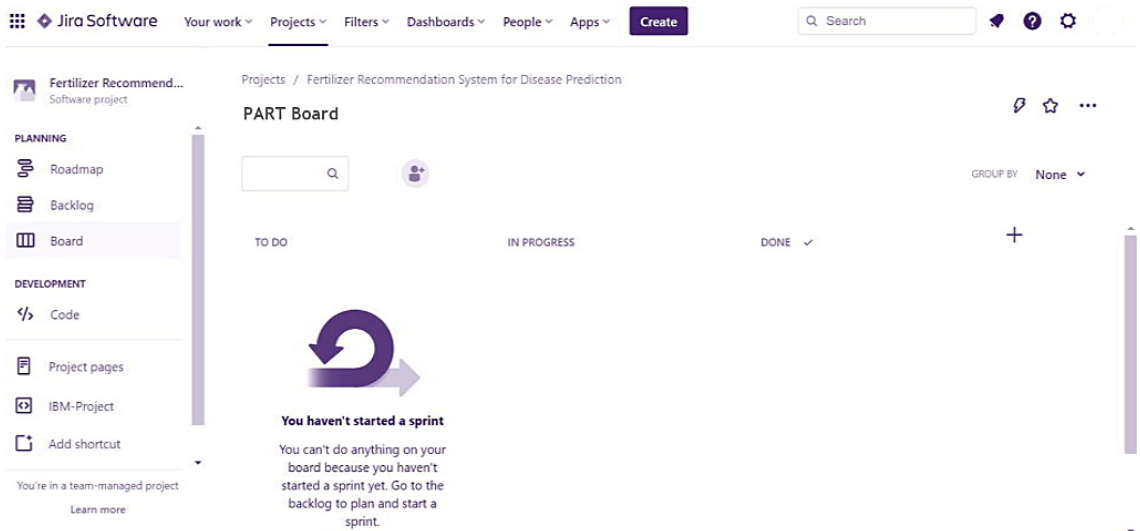 Jira Software Your work Projects Filters Dashboards People Apps Create Search
Fertilizer Recommend...
Software project
PLANNING
Roadmap
Backlog
Board
DEVELOPMENT
Code
Project pages
IBM-Project
Add shortcut
You're in a team-managed project
Learn more
Projects / Fertilizer Recommendation System for Disease Prediction
PART Board
GROUP BY None
TO DO IN PROGRESS DONE
You haven't started a sprint
You can't do anything on your
board because you haven't
started a sprint yet. Go to the
backlog to plan and start a
sprint.